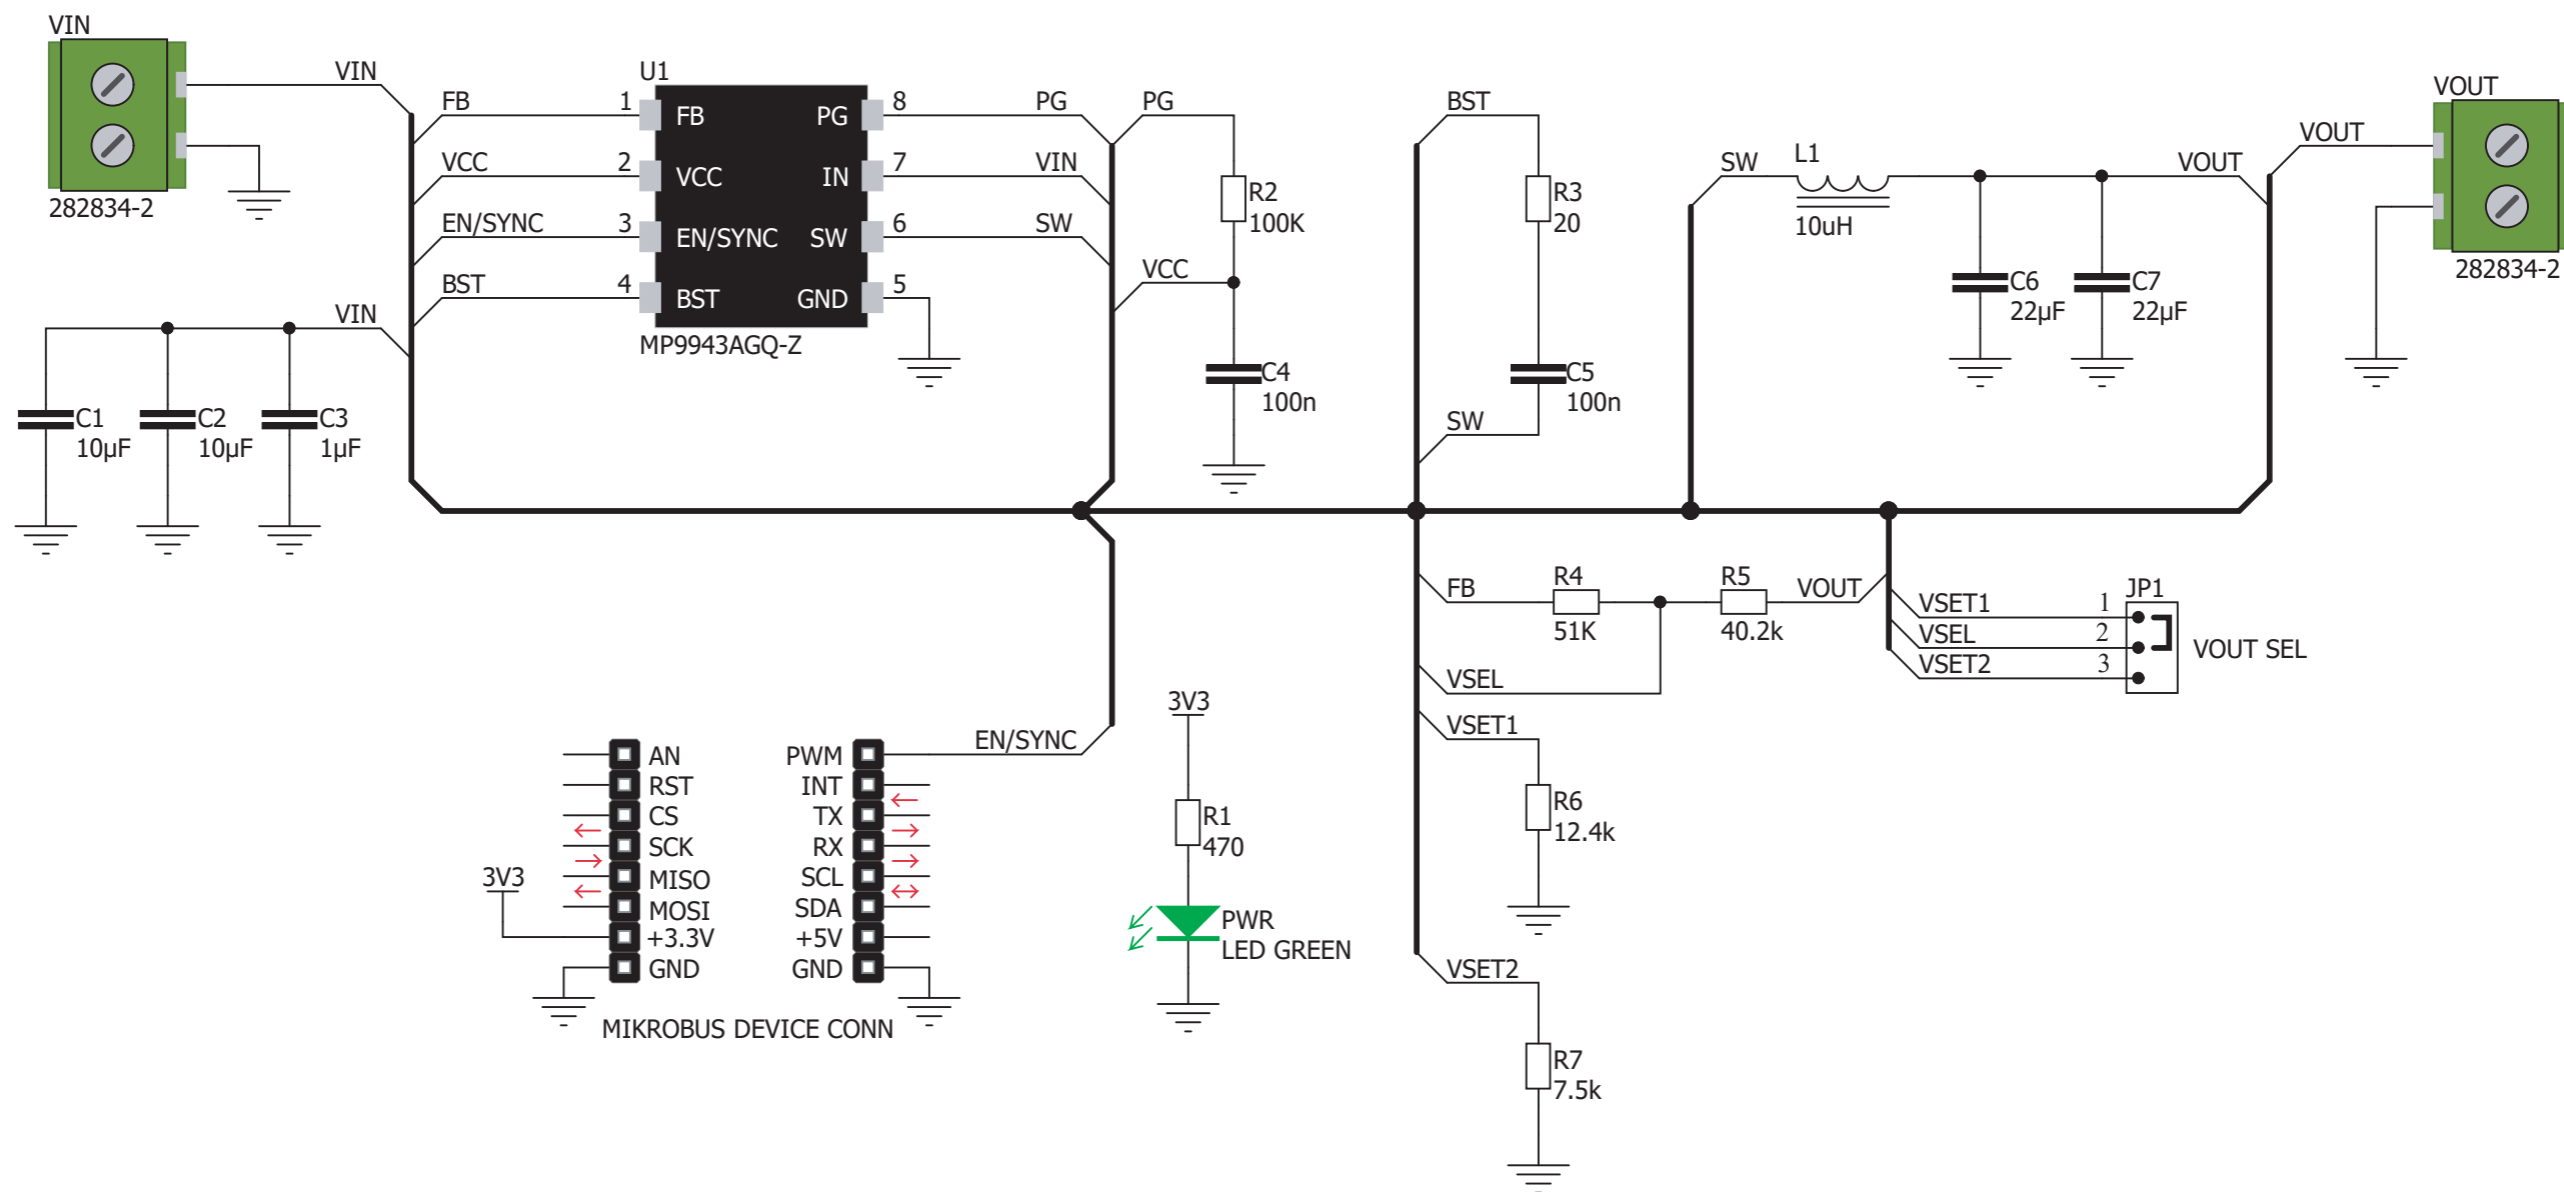 VIN
282834-2
VIN
U1
FB 1 FB PG 8 PG
VCC 2 VCC IN 7 VIN
EN/SYNC 3 EN/SYNC SW 6 SW
BST 4 BST GND 5
MP9943AGQ-Z
VIN
C1
10µF
C2
10µF
C3
1µF
PG
R2
100K
VCC
C4
100n
BST
R3
20
C5
100n
SW
SW
L1
10uH
C6
22µF
C7
22µF
VOUT
VOUT
VOUT
282834-2
FB
R4
51K
R5
40.2k
VOUT
VSEL
VSET1
R6
12.4k
VSET2
R7
7.5k
VSET1 1
VSEL 2
VSET2 3
JP1
VOUT SEL
EN/SYNC
AN PWM
RST INT
CS TX
SCK RX
MISO SCL
MOSI SDA
3V3
+3.3V +5V
GND GND
MIKROBUS DEVICE CONN
3V3
R1
470
PWR
LED GREEN